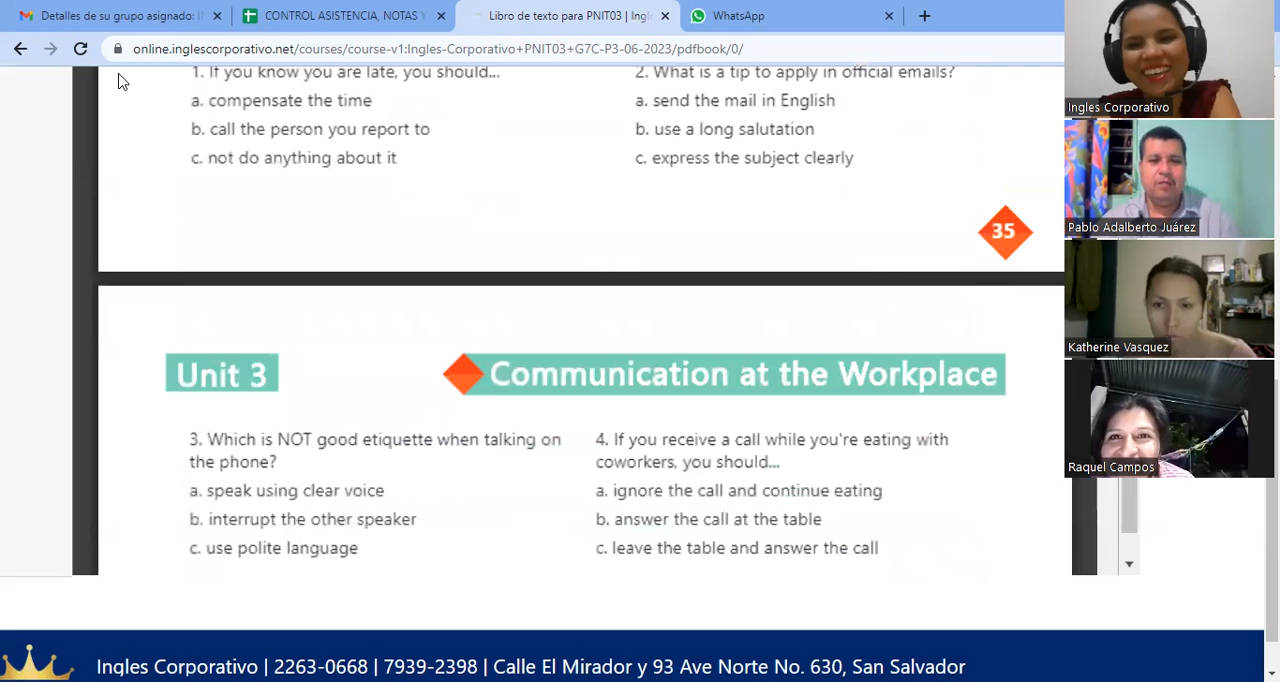 Detalles de su grupo asignado: I
CONTROL ASISTENCIA, NOTAS Y
Libro de texto para PNIT03 | Ingl
WhatsApp
online.inglescorporativo.net/courses/course-v1:Ingles-Corporativo+PNIT03+G7C-P3-06-2023/pdfbook/0/
1. If you know you are late, you should...
a. compensate the time
b. call the person you report to
c. not do anything about it
2. What is a tip to apply in official emails?
a. send the mail in English
b. use a long salutation
c. express the subject clearly
35
Unit 3
Communication at the Workplace
3. Which is NOT good etiquette when talking on
the phone?
a. speak using clear voice
b. interrupt the other speaker
c. use polite language
4. If you receive a call while you're eating with
coworkers, you should...
a. ignore the call and continue eating
b. answer the call at the table
c. leave the table and answer the call
Ingles Corporativo
Pablo Adalberto Juárez
Katherine Vasquez
Raquel Campos
Ingles Corporativo | 2263-0668 | 7939-2398 | Calle El Mirador y 93 Ave Norte No. 630, San Salvador